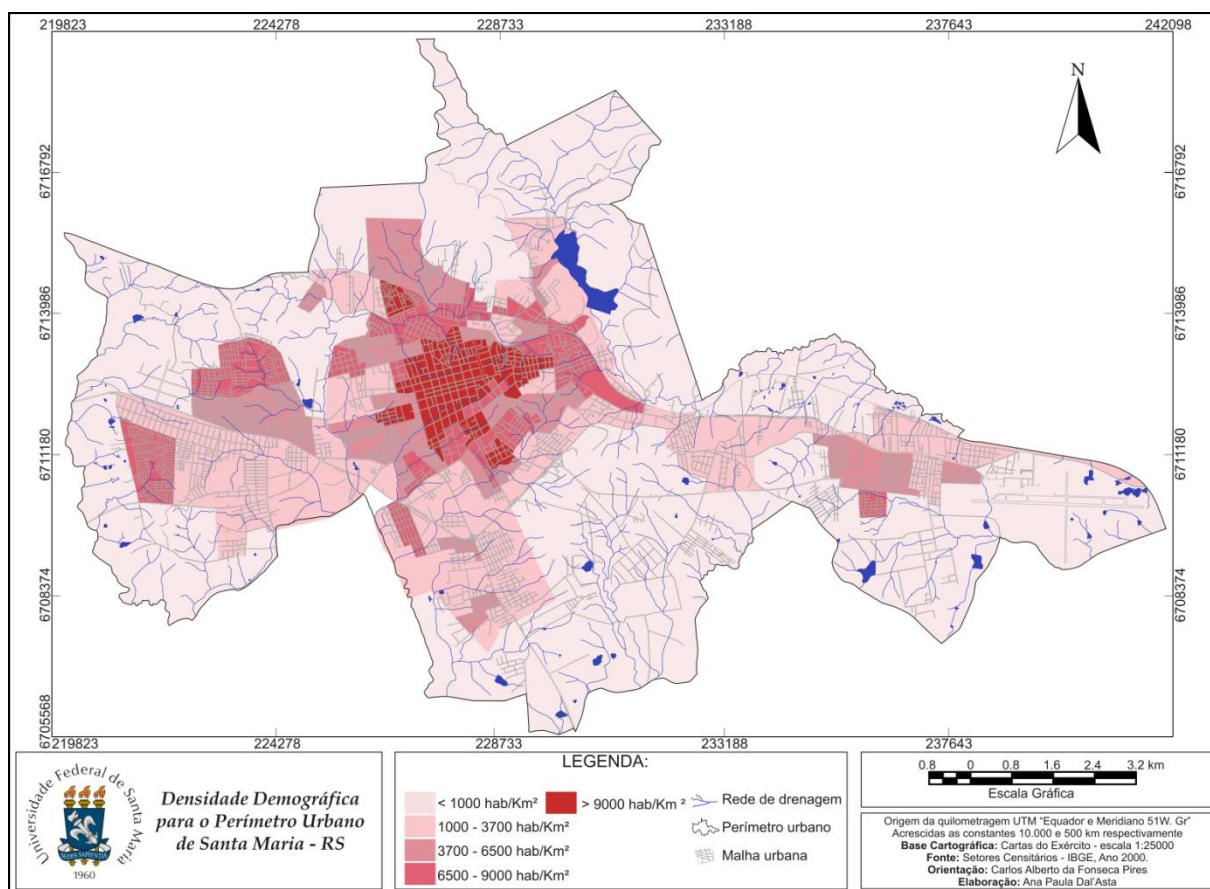 219823 224278 228733 233188 237643 242098
N
6716792 6716792
6713986 6713986
6711180 6711180
6708374 6708374
6705568 6705568
219823 224278 228733 233188 237643 242098
Universidade Federal de Santa Maria
SEDES SAPIENTIA
1960
Densidade Demográfica
para o Perímetro Urbano
de Santa Maria - RS
LEGENDA:
< 1000 hab/Km²
1000 - 3700 hab/Km²
3700 - 6500 hab/Km²
6500 - 9000 hab/Km²
> 9000 hab/Km ²
Rede de drenagem
Perímetro urbano
Malha urbana
0.8 0 0.8 1.6 2.4 3.2 km
Escala Gráfica
Origem da quilometragem UTM "Equador e Meridiano 51W. Gr"
Acrescidas as constantes 10.000 e 500 km respectivamente
Base Cartográfica: Cartas do Exército - escala 1:25000
Fonte: Setores Censitários - IBGE, Ano 2000.
Orientação: Carlos Alberto da Fonseca Pires
Elaboração: Ana Paula Dal'Asta